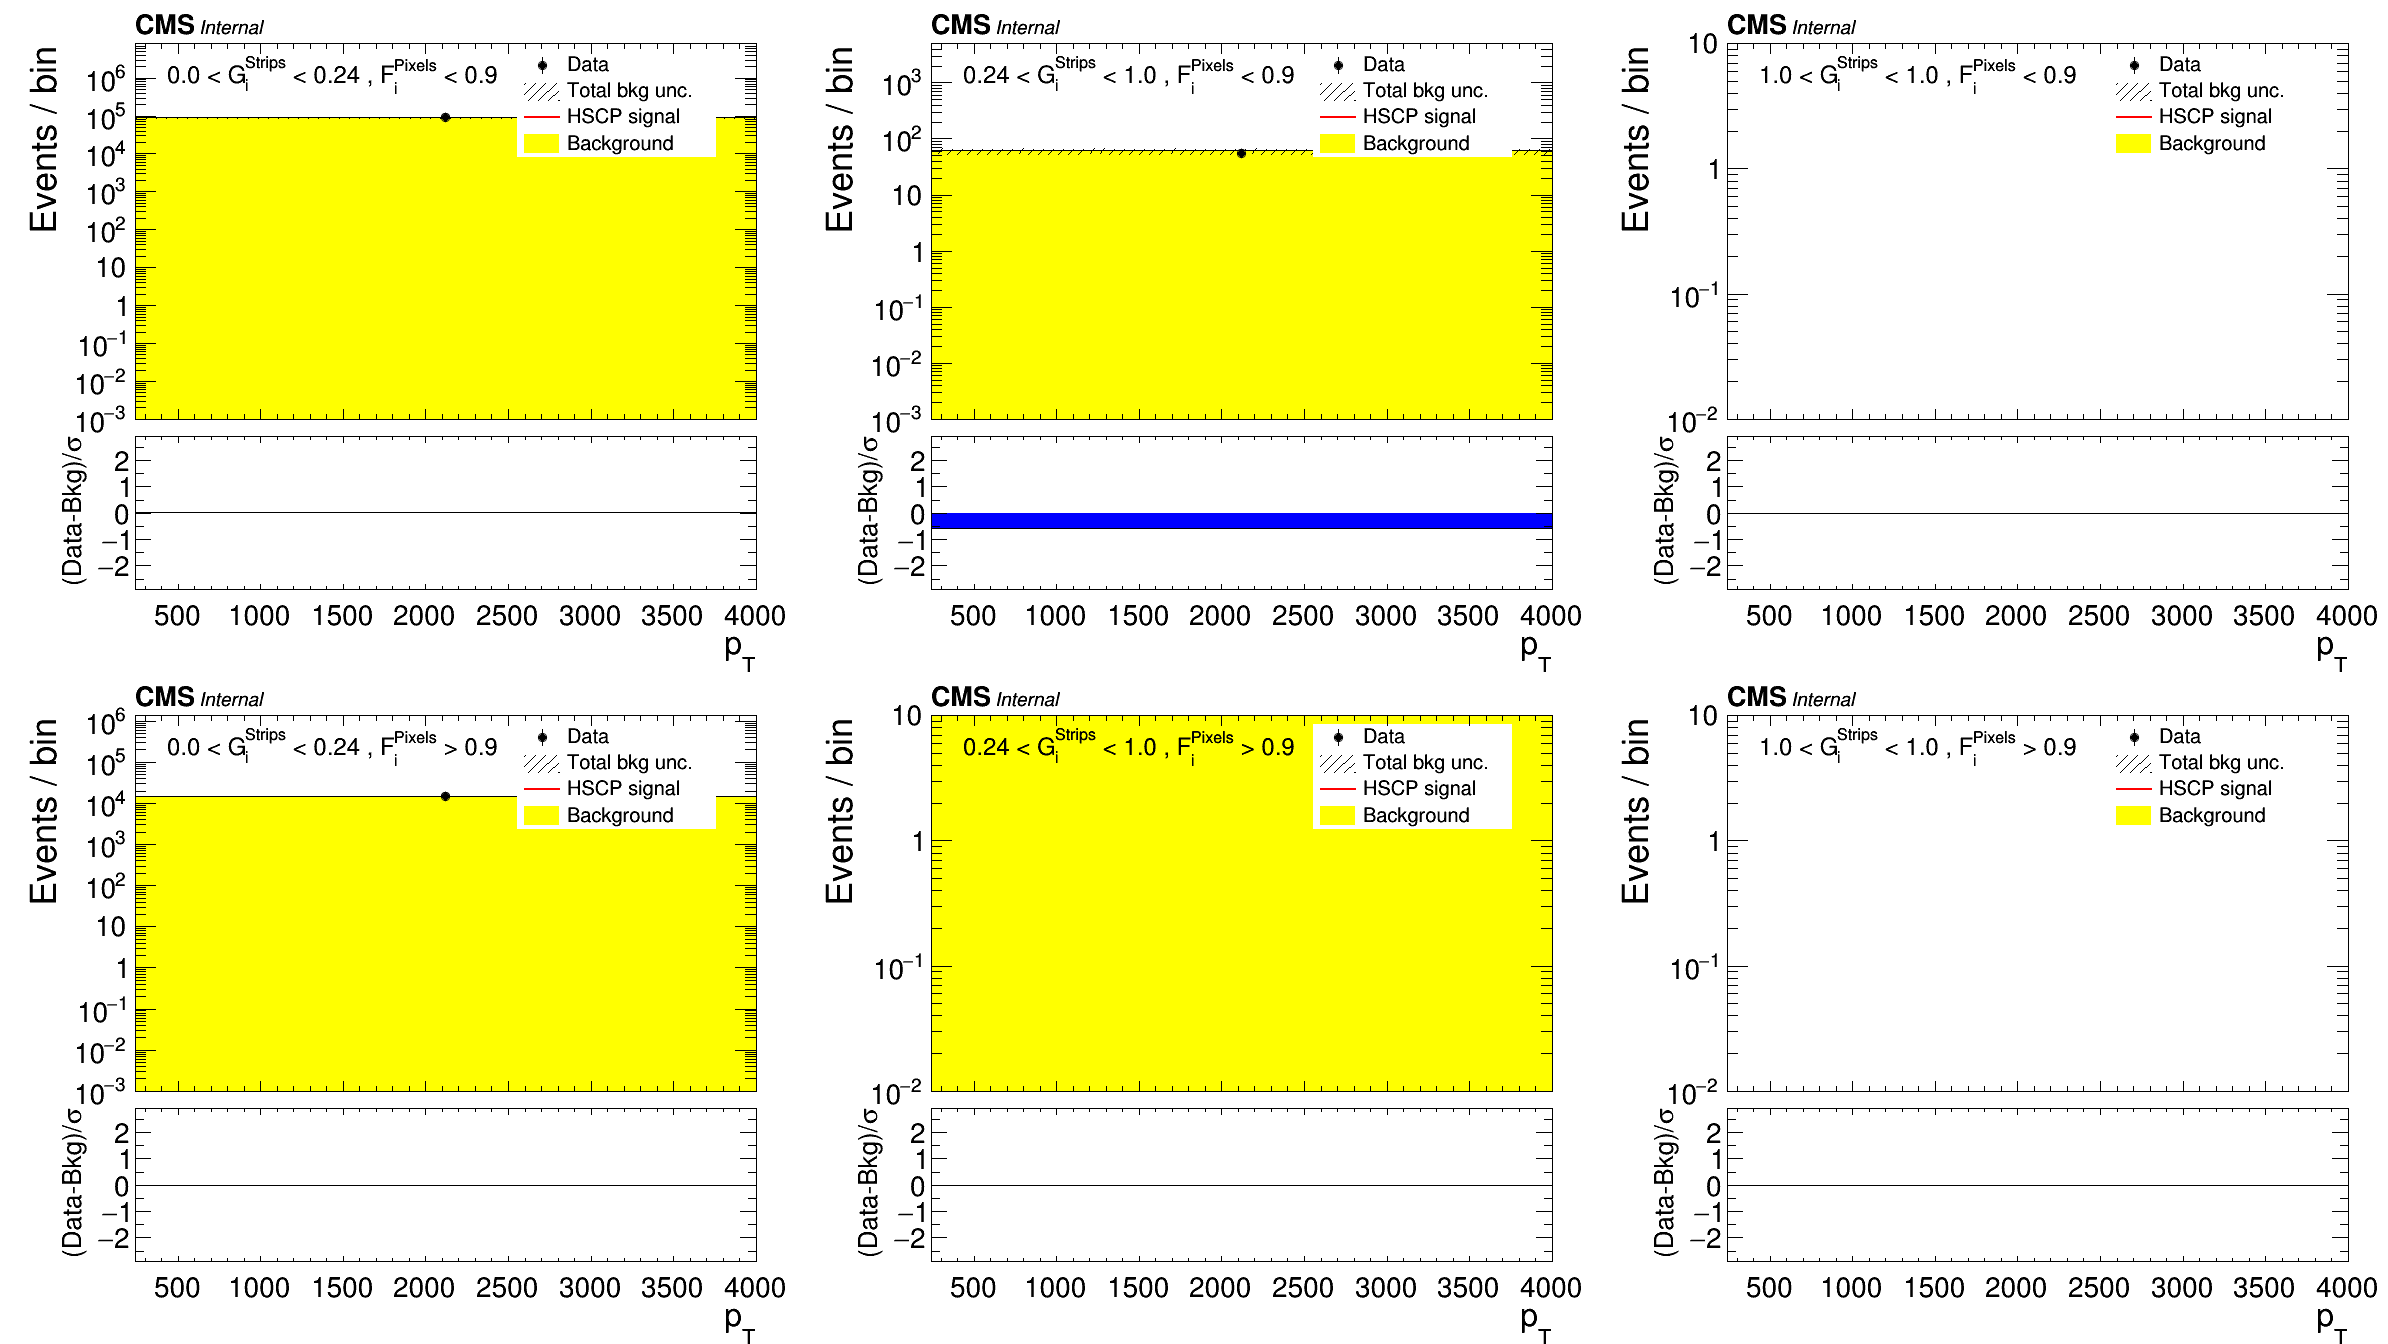 CMS Internal
Events / bin
0.0 < G_i^Strips < 0.24 , F_i^Pixels < 0.9
Data
Total bkg unc.
HSCP signal
Background
10^6
10^5
10^4
10^3
10^2
10
1
10^−1
10^−2
10^−3
(Data-Bkg)/σ
2
1
0
−1
−2
500 1000 1500 2000 2500 3000 3500 4000
p_T
CMS Internal
Events / bin
0.24 < G_i^Strips < 1.0 , F_i^Pixels < 0.9
Data
Total bkg unc.
HSCP signal
Background
10^3
10^2
10
1
10^−1
10^−2
10^−3
(Data-Bkg)/σ
2
1
0
−1
−2
500 1000 1500 2000 2500 3000 3500 4000
p_T
CMS Internal
Events / bin
1.0 < G_i^Strips < 1.0 , F_i^Pixels < 0.9
Data
Total bkg unc.
HSCP signal
Background
10
1
10^−1
10^−2
(Data-Bkg)/σ
2
1
0
−1
−2
500 1000 1500 2000 2500 3000 3500 4000
p_T
CMS Internal
Events / bin
0.0 < G_i^Strips < 0.24 , F_i^Pixels > 0.9
Data
Total bkg unc.
HSCP signal
Background
10^6
10^5
10^4
10^3
10^2
10
1
10^−1
10^−2
10^−3
(Data-Bkg)/σ
2
1
0
−1
−2
500 1000 1500 2000 2500 3000 3500 4000
p_T
CMS Internal
Events / bin
0.24 < G_i^Strips < 1.0 , F_i^Pixels > 0.9
Data
Total bkg unc.
HSCP signal
Background
10
1
10^−1
10^−2
(Data-Bkg)/σ
2
1
0
−1
−2
500 1000 1500 2000 2500 3000 3500 4000
p_T
CMS Internal
Events / bin
1.0 < G_i^Strips < 1.0 , F_i^Pixels > 0.9
Data
Total bkg unc.
HSCP signal
Background
10
1
10^−1
10^−2
(Data-Bkg)/σ
2
1
0
−1
−2
500 1000 1500 2000 2500 3000 3500 4000
p_T